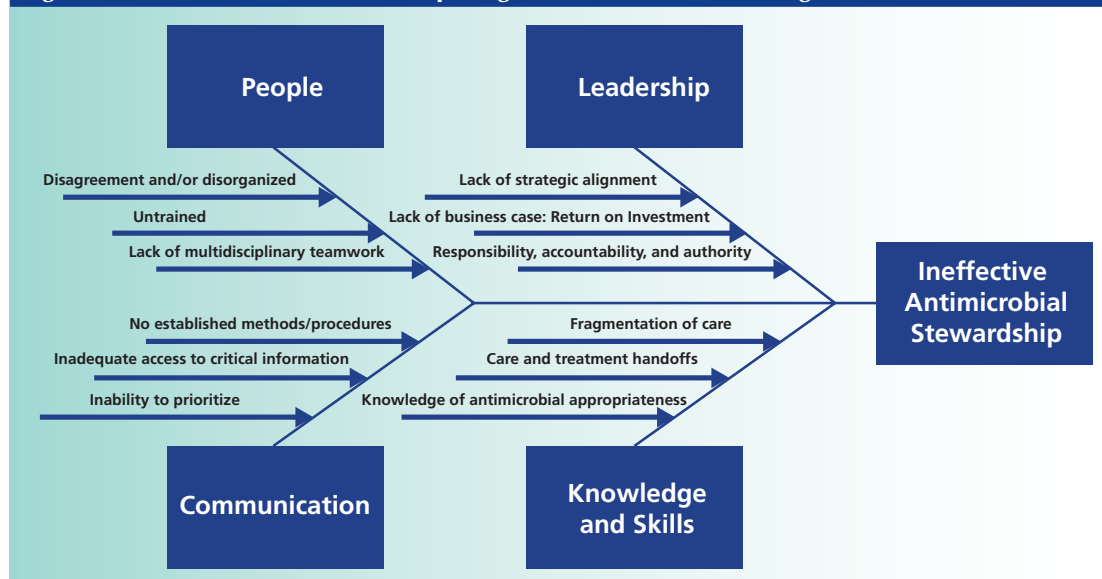 People
Leadership
Disagreement and/or disorganized
Untrained
Lack of multidisciplinary teamwork
Lack of strategic alignment
Lack of business case: Return on Investment
Responsibility, accountability, and authority
Ineffective
Antimicrobial
Stewardship
No established methods/procedures
Inadequate access to critical information
Inability to prioritize
Fragmentation of care
Care and treatment handoffs
Knowledge of antimicrobial appropriateness
Communication
Knowledge
and Skills